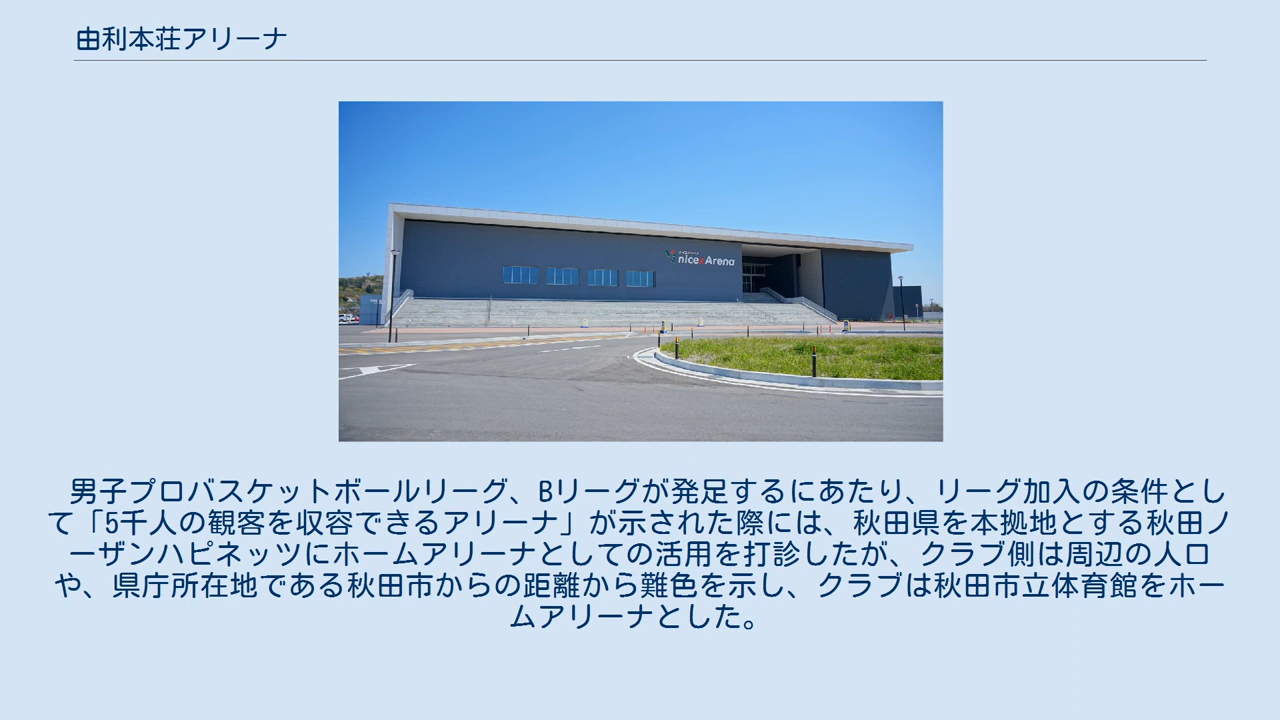 由利本荘アリーナ
nice Arena
男子プロバスケットボールリーグ、Bリーグが発足するにあたり、リーグ加入の条件とし
て「5千人の観客を収容できるアリーナ」が示された際には、秋田県を本拠地とする秋田ノ
ーザンハピネッツにホームアリーナとしての活用を打診したが、クラブ側は周辺の人口
や、県庁所在地である秋田市からの距離から難色を示し、クラブは秋田市立体育館をホー
ムアリーナとした。